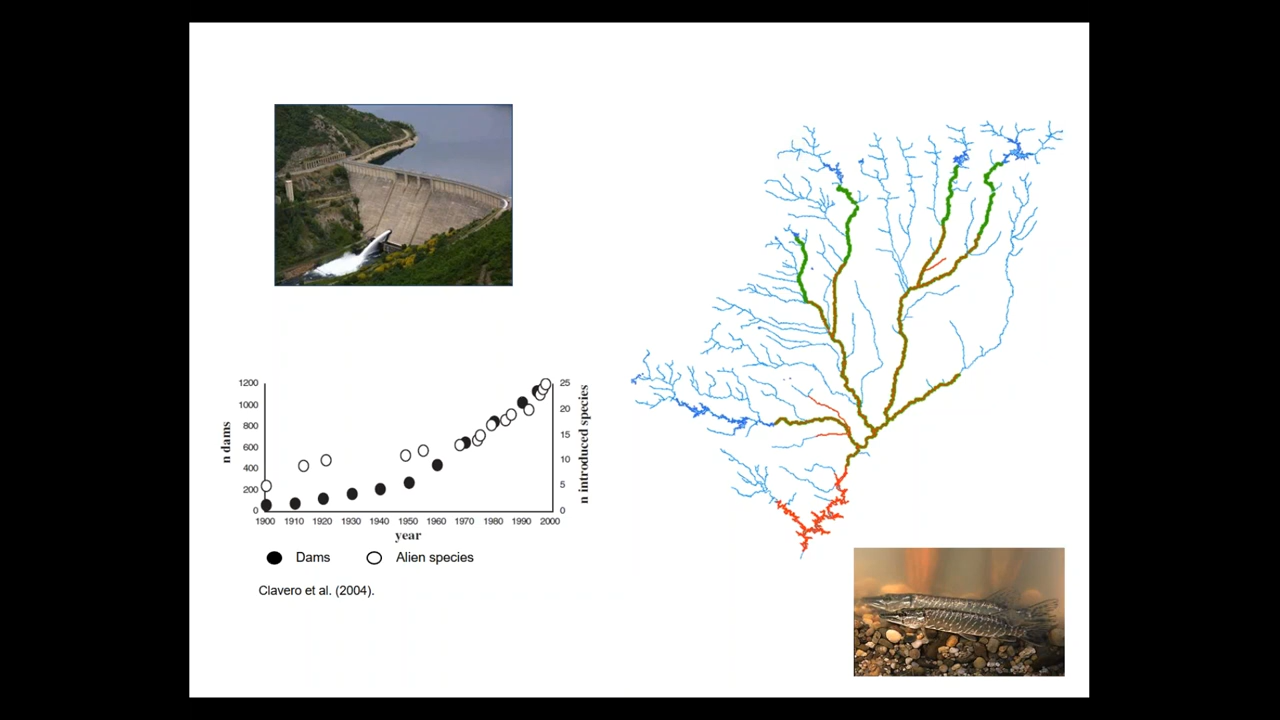 1200
1000
800
600
400
200
0
n dams
25
20
15
10
5
0
n introduced species
1900 1910 1920 1930 1940 1950 1960 1970 1980 1990 2000
year
Dams Alien species
Clavero et al. (2004).